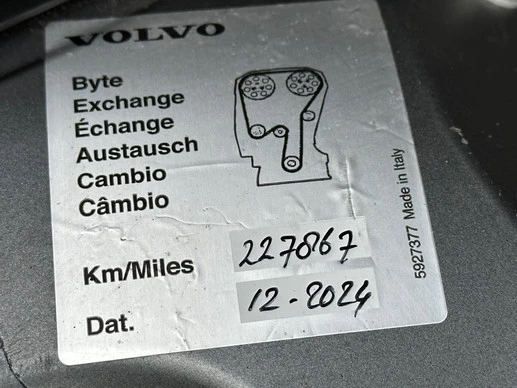 VOLVO
Byte
Exchange
Échange
Austausch
Cambio
Câmbio
Km/Miles 227867
Dat. 12-2024
5927377 Made in Italy